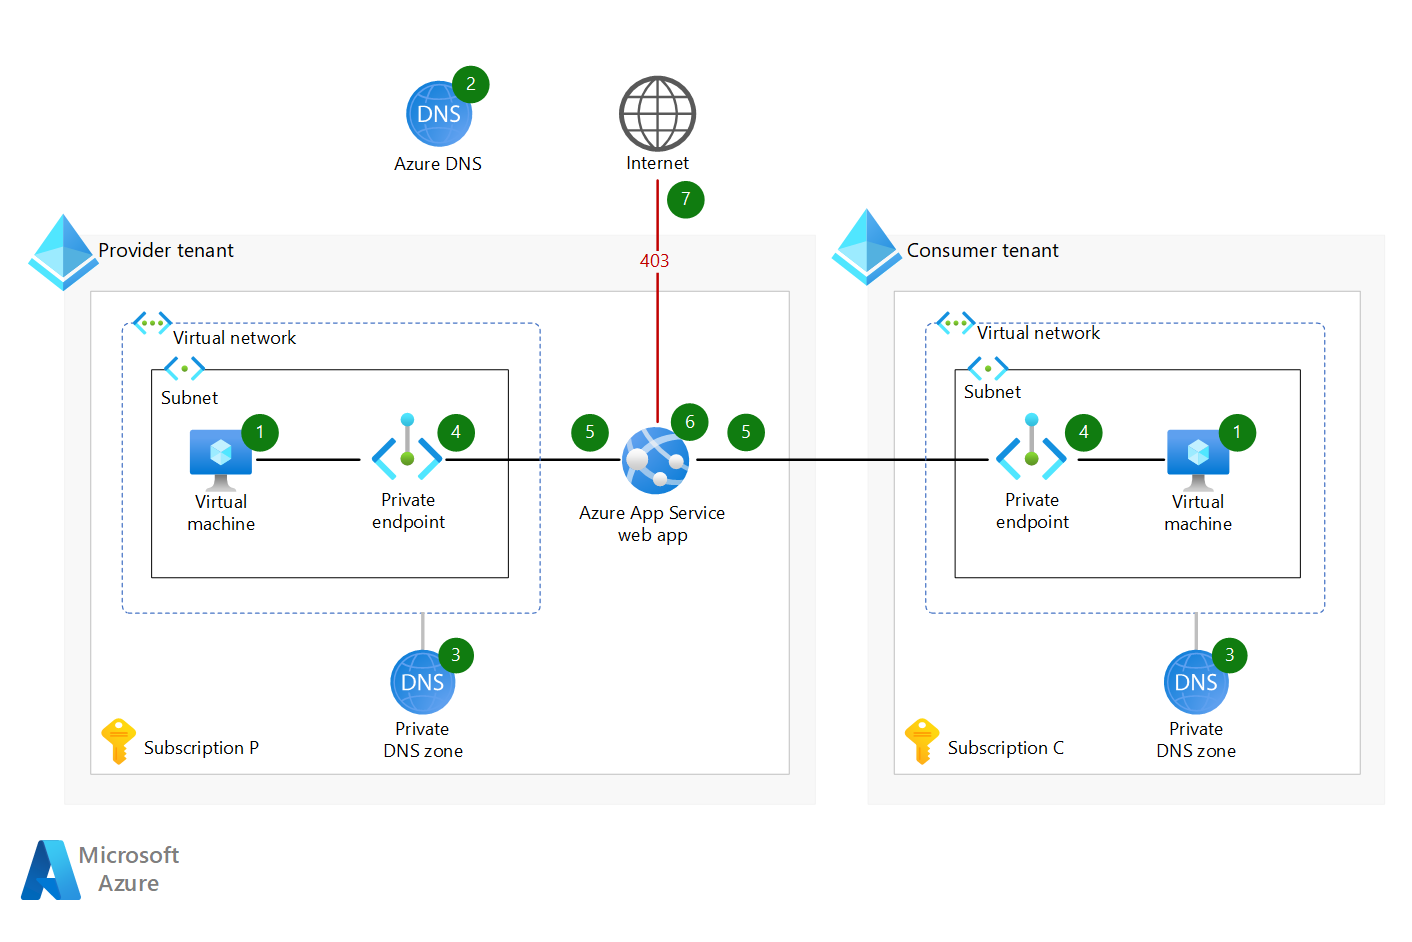 2
DNS
Azure DNS
Internet
7
403
Provider tenant
Virtual network
Subnet
1
4
Virtual
machine
Private
endpoint
5
6
5
Azure App Service
web app
3
DNS
Private
DNS zone
Subscription P
Consumer tenant
Virtual network
Subnet
4
1
Private
endpoint
Virtual
machine
3
DNS
Private
DNS zone
Subscription C
Microsoft
Azure